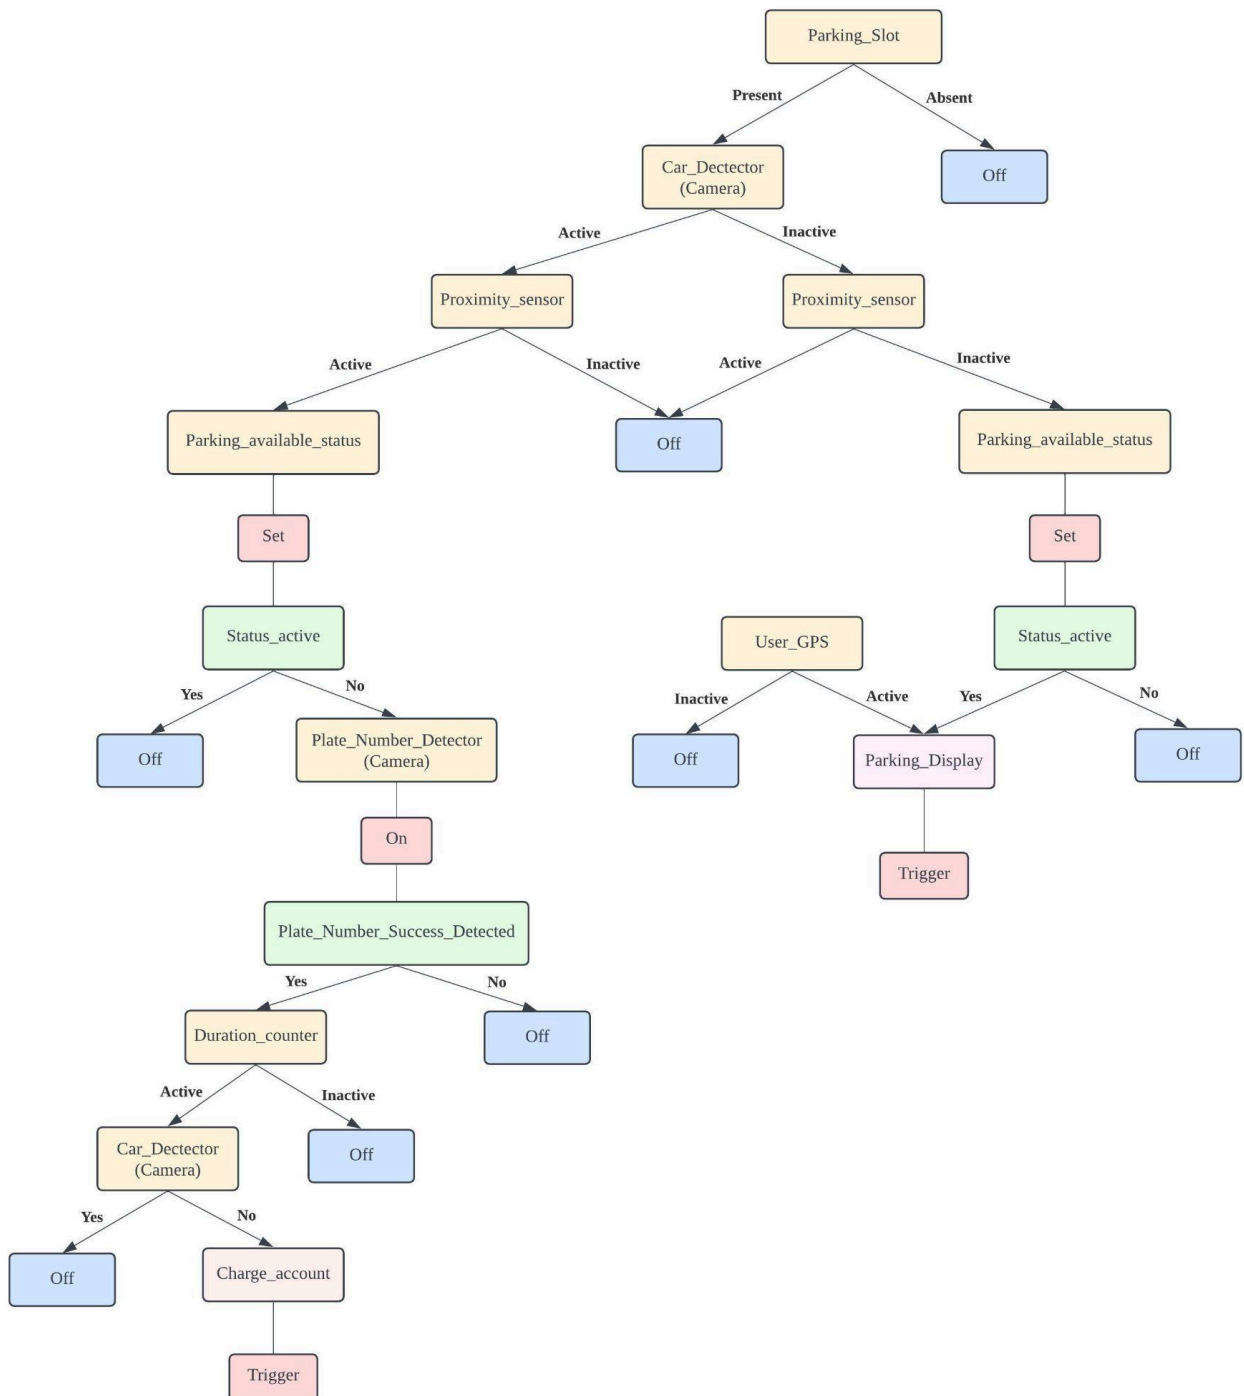 Parking_Slot
Present
Absent
Car_Dectector
(Camera)
Off
Active
Inactive
Proximity_sensor
Proximity_sensor
Active
Inactive
Active
Inactive
Parking_available_status
Off
Parking_available_status
Set
Set
Status_active
User_GPS
Status_active
Yes
No
Inactive
Active
Yes
No
Off
Plate_Number_Detector
(Camera)
Off
Parking_Display
Off
On
Trigger
Plate_Number_Success_Detected
Yes
No
Duration_counter
Off
Active
Inactive
Car_Dectector
(Camera)
Off
Yes
No
Off
Charge_account
Trigger